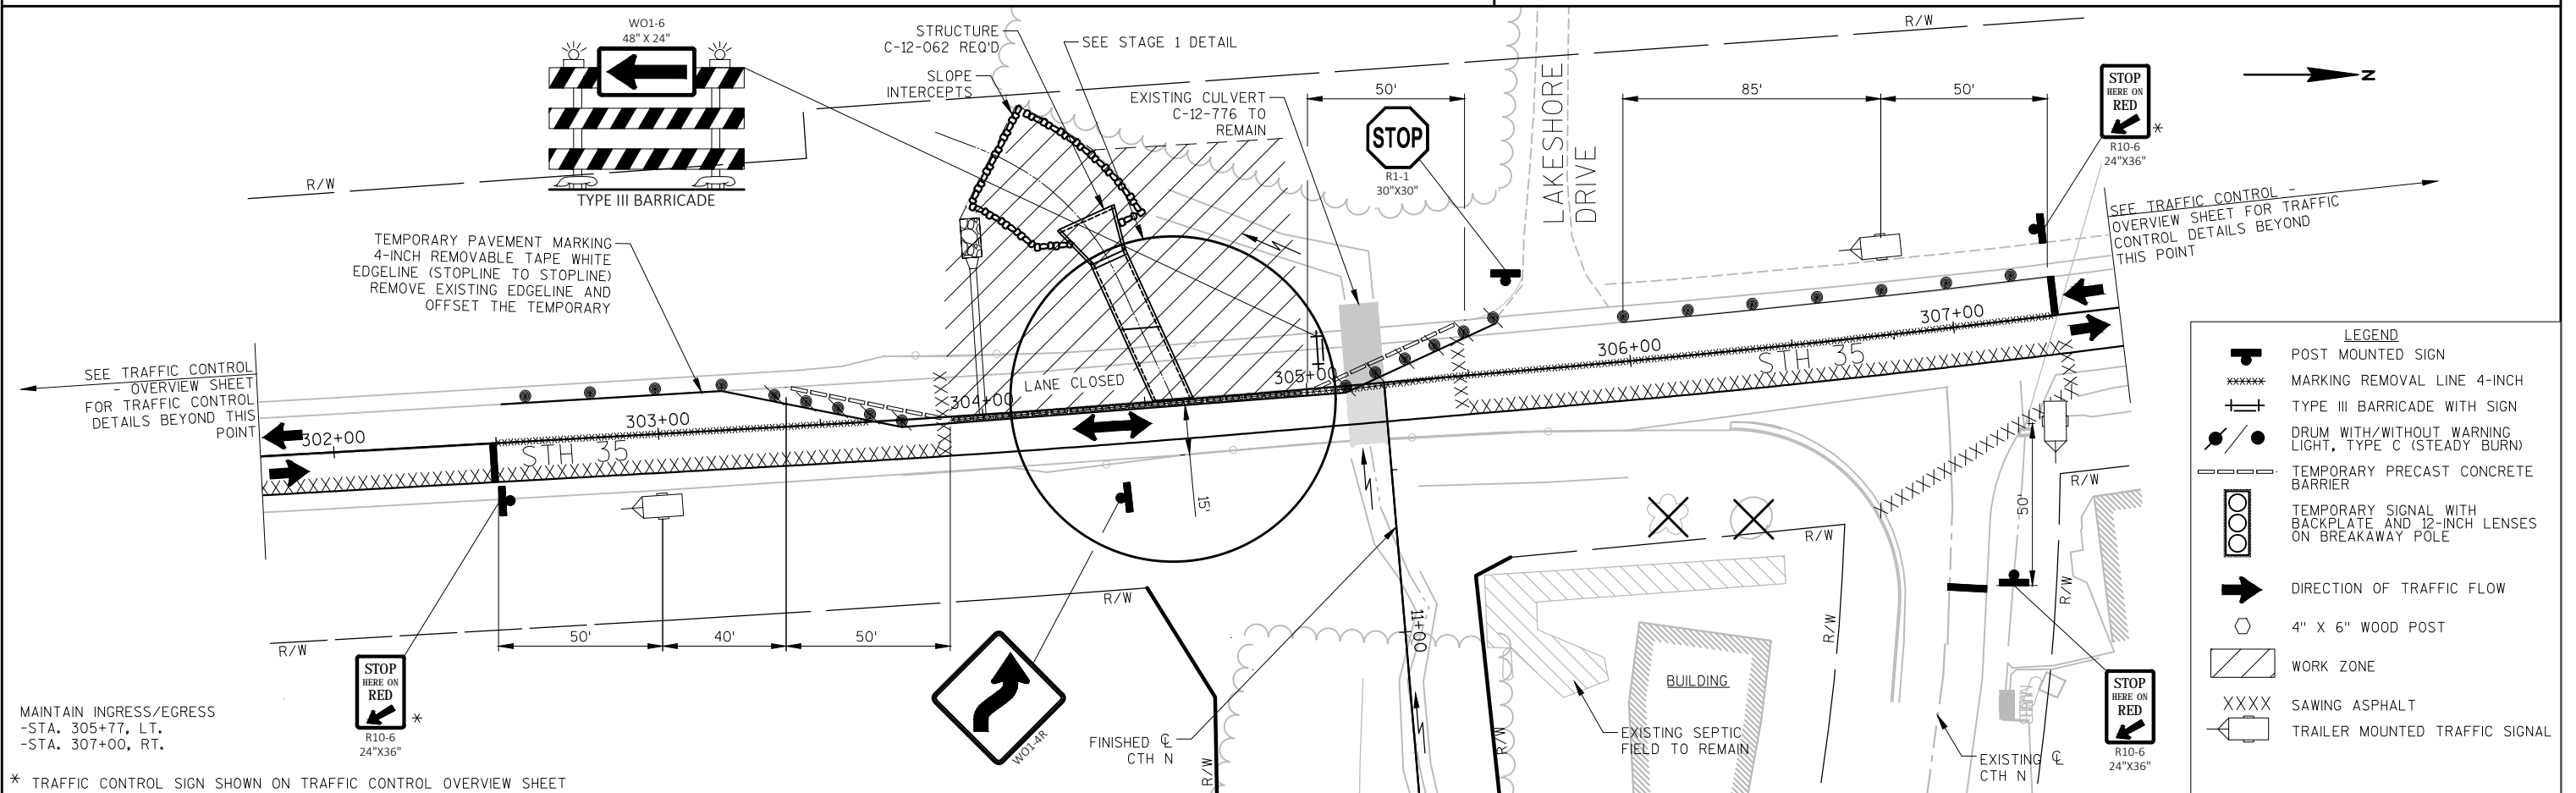 WO1-6
48" X 24"
TYPE III BARRICADE
STRUCTURE
C-12-062 REQ'D
SLOPE
INTERCEPTS
SEE STAGE 1 DETAIL
EXISTING CULVERT
C-12-776 TO
REMAIN
50'
STOP
R1-1
30"X30"
LAKESHORE
DRIVE
R/W
85'
50'
STOP
HERE ON
RED
*
R10-6
24"X36"
N
R/W
TEMPORARY PAVEMENT MARKING
4-INCH REMOVABLE TAPE WHITE
EDGELINE (STOPLINE TO STOPLINE)
REMOVE EXISTING EDGELINE AND
OFFSET THE TEMPORARY
SEE TRAFFIC CONTROL -
OVERVIEW SHEET FOR TRAFFIC
CONTROL DETAILS BEYOND
THIS POINT
SEE TRAFFIC CONTROL
- OVERVIEW SHEET
FOR TRAFFIC CONTROL
DETAILS BEYOND THIS
POINT
302+00
303+00
STH 35
304+00
LANE CLOSED
305+00
306+00
STH 35
307+00
15'
11+00
R/W
50'
40'
50'
R/W
STOP
HERE ON
RED
*
R10-6
24"X36"
MAINTAIN INGRESS/EGRESS
-STA. 305+77, LT.
-STA. 307+00, RT.
* TRAFFIC CONTROL SIGN SHOWN ON TRAFFIC CONTROL OVERVIEW SHEET
WO1-4R
FINISHED ℄
CTH N
R/W
R/W
BUILDING
EXISTING SEPTIC
FIELD TO REMAIN
R/W
R/W
50'
R/W
R/W
R/W
EXISTING ℄
CTH N
STOP
HERE ON
RED
R10-6
24"X36"
LEGEND
POST MOUNTED SIGN
MARKING REMOVAL LINE 4-INCH
TYPE III BARRICADE WITH SIGN
DRUM WITH/WITHOUT WARNING
LIGHT, TYPE C (STEADY BURN)
TEMPORARY PRECAST CONCRETE
BARRIER
TEMPORARY SIGNAL WITH
BACKPLATE AND 12-INCH LENSES
ON BREAKAWAY POLE
DIRECTION OF TRAFFIC FLOW
4" X 6" WOOD POST
WORK ZONE
XXXX SAWING ASPHALT
TRAILER MOUNTED TRAFFIC SIGNAL